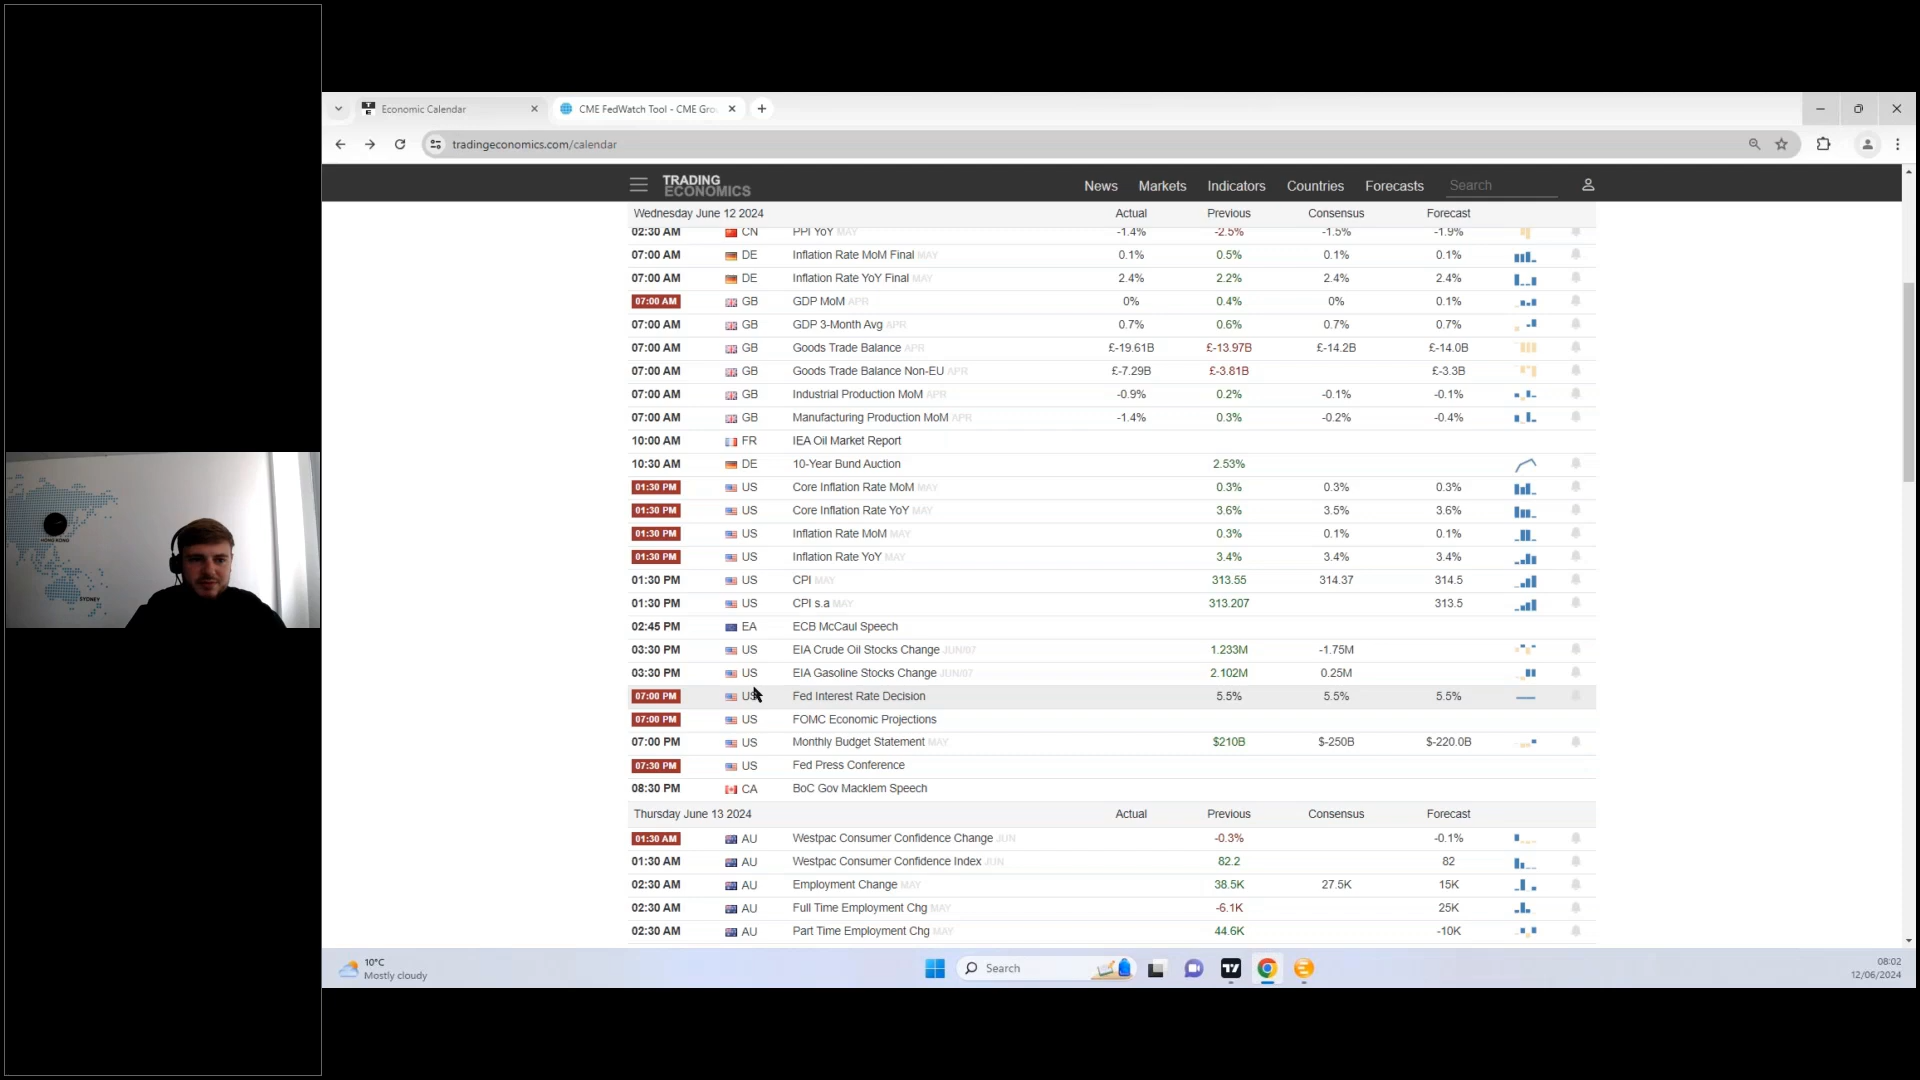 Economic Calendar
CME FedWatch Tool - CME Gro
tradingeconomics.com/calendar
TRADING
ECONOMICS
News Markets Indicators Countries Forecasts Search
Wednesday June 12 2024 Actual Previous Consensus Forecast
02:30 AM CN PPI YoY MAY -1.4% -2.5% -1.5% -1.9%
07:00 AM DE Inflation Rate MoM Final MAY 0.1% 0.5% 0.1% 0.1%
07:00 AM DE Inflation Rate YoY Final MAY 2.4% 2.2% 2.4% 2.4%
07:00 AM GB GDP MoM APR 0% 0.4% 0% 0.1%
07:00 AM GB GDP 3-Month Avg APR 0.7% 0.6% 0.7% 0.7%
07:00 AM GB Goods Trade Balance APR £-19.61B £-13.97B £-14.2B £-14.0B
07:00 AM GB Goods Trade Balance Non-EU APR £-7.29B £-3.81B £-3.3B
07:00 AM GB Industrial Production MoM APR -0.9% 0.2% -0.1% -0.1%
07:00 AM GB Manufacturing Production MoM APR -1.4% 0.3% -0.2% -0.4%
10:00 AM FR IEA Oil Market Report
10:30 AM DE 10-Year Bund Auction 2.53%
01:30 PM US Core Inflation Rate MoM MAY 0.3% 0.3% 0.3%
01:30 PM US Core Inflation Rate YoY MAY 3.6% 3.5% 3.6%
01:30 PM US Inflation Rate MoM MAY 0.3% 0.1% 0.1%
01:30 PM US Inflation Rate YoY MAY 3.4% 3.4% 3.4%
01:30 PM US CPI MAY 313.55 314.37 314.5
01:30 PM US CPI s.a MAY 313.207 313.5
02:45 PM EA ECB McCaul Speech
03:30 PM US EIA Crude Oil Stocks Change JUN/07 1.233M -1.75M
03:30 PM US EIA Gasoline Stocks Change JUN/07 2.102M 0.25M
07:00 PM US Fed Interest Rate Decision 5.5% 5.5% 5.5%
07:00 PM US FOMC Economic Projections
07:00 PM US Monthly Budget Statement MAY $210B $-250B $-220.0B
07:30 PM US Fed Press Conference
08:30 PM CA BoC Gov Macklem Speech
Thursday June 13 2024 Actual Previous Consensus Forecast
01:30 AM AU Westpac Consumer Confidence Change JUN -0.3% -0.1%
01:30 AM AU Westpac Consumer Confidence Index JUN 82.2 82
02:30 AM AU Employment Change MAY 38.5K 27.5K 15K
02:30 AM AU Full Time Employment Chg MAY -6.1K 25K
02:30 AM AU Part Time Employment Chg MAY 44.6K -10K
HONG KONG
SYDNEY
10°C
Mostly cloudy
Search
08:02
12/06/2024